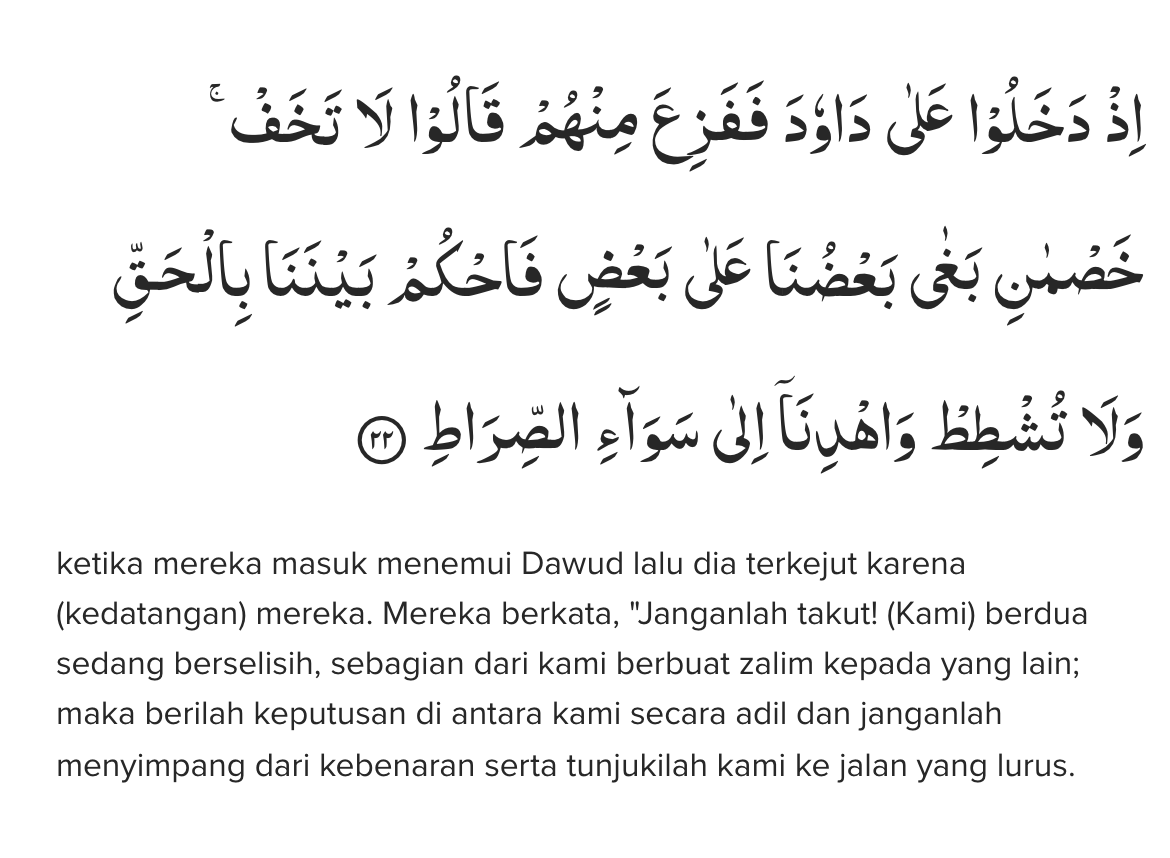 اِذْ دَخَلُوْا عَلٰى دَاوٗدَ فَفَزِعَ مِنْهُمْ قَالُوْا لَا تَخَفْۚ
خَصْمٰنِ بَغٰى بَعْضُنَا عَلٰى بَعْضٍ فَاحْكُمْ بَيْنَنَا بِالْحَقِّ
وَلَا تُشْطِطْ وَاهْدِنَآ اِلٰى سَوَاۤءِ الصِّرَاطِ ٢٢
ketika mereka masuk menemui Dawud lalu dia terkejut karena
(kedatangan) mereka. Mereka berkata, "Janganlah takut! (Kami) berdua
sedang berselisih, sebagian dari kami berbuat zalim kepada yang lain;
maka berilah keputusan di antara kami secara adil dan janganlah
menyimpang dari kebenaran serta tunjukilah kami ke jalan yang lurus.